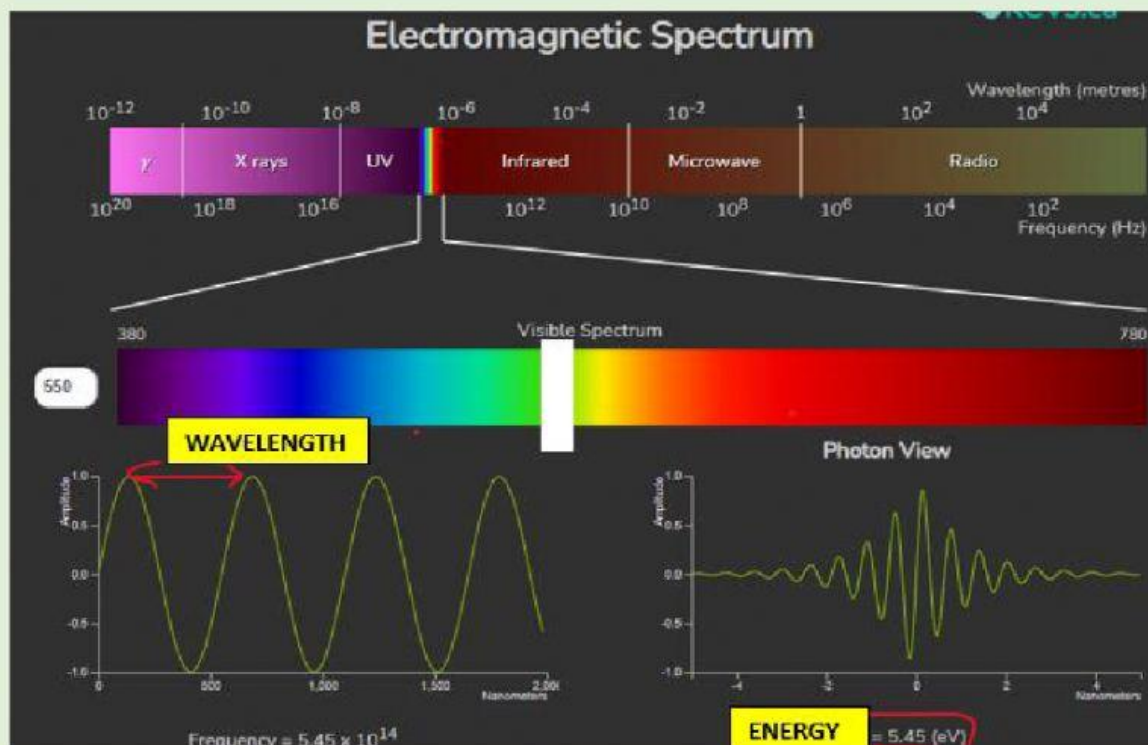 Electromagnetic Spectrum
Wavelength (metres)
10-12 10-10 10-8 10-6 10-4 10-2 1 102 104
γ X rays UV Infrared Microwave Radio
1020 1018 1016 1012 1010 108 106 104 102
Frequency (Hz)
380 Visible Spectrum 780
550
WAVELENGTH
Photon View
Amplitude
1.0
0.5
0.0
-0.5
-1.0
0 500 1,000 1,500 2,00
Nanometers
Amplitude
1.0
0.5
0.0
-0.5
-1.0
-4 -2 0 2 4
Nanometers
Frequency = 5.45 x 1014
ENERGY = 5.45 (eV)